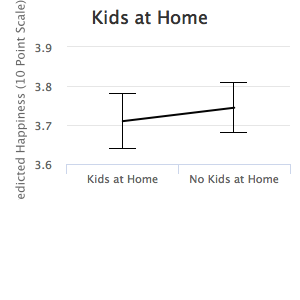 Kids at Home
edicted Happiness (10 Point Scale)
3.9
3.8
3.7
3.6
Kids at Home
No Kids at Home